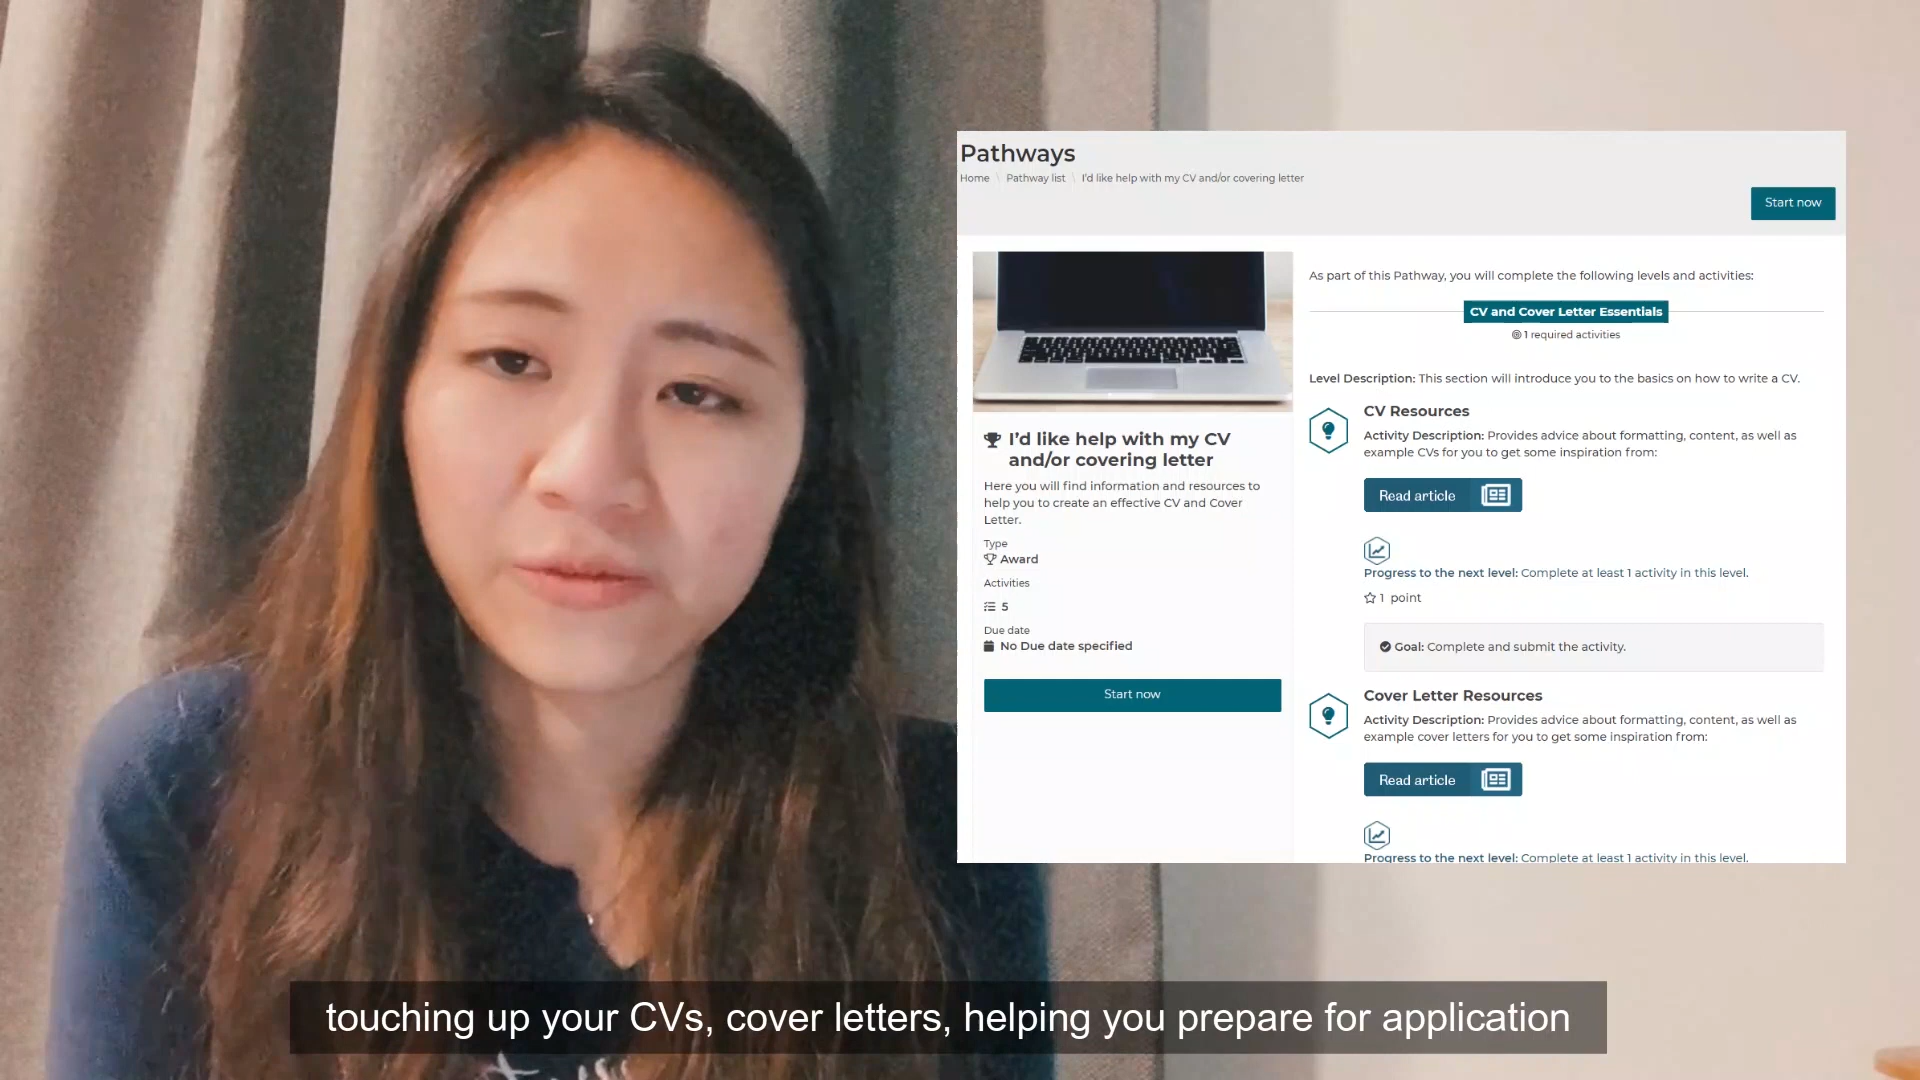 Pathways
Home \ Pathway list \ I'd like help with my CV and/or covering letter
Start now
I'd like help with my CV
and/or covering letter
Here you will find information and resources to
help you to create an effective CV and Cover
Letter.
Type
Award
Activities
5
Due date
No Due date specified
Start now
As part of this Pathway, you will complete the following levels and activities:
CV and Cover Letter Essentials
1 required activities
Level Description: This section will introduce you to the basics on how to write a CV.
CV Resources
Activity Description: Provides advice about formatting, content, as well as
example CVs for you to get some inspiration from:
Read article
Progress to the next level: Complete at least 1 activity in this level.
1 point
Goal: Complete and submit the activity.
Cover Letter Resources
Activity Description: Provides advice about formatting, content, as well as
example cover letters for you to get some inspiration from:
Read article
Progress to the next level: Complete at least 1 activity in this level.
touching up your CVs, cover letters, helping you prepare for application